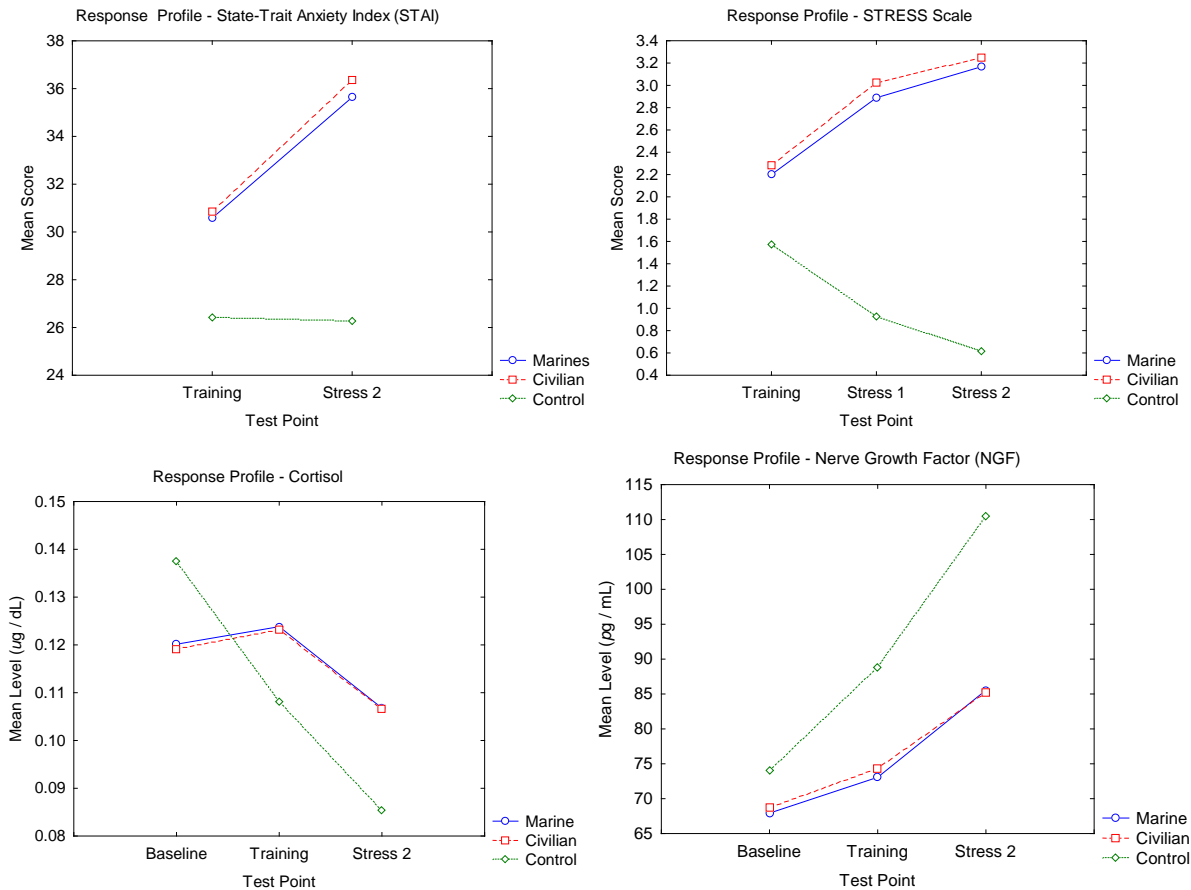 Response  Profile - State-Trait Anxiety Index (STAI)
38
36
34
32
30
28
26
24
Mean Score
Training
Stress 2
Test Point
Marines
Civilian
Control
Response Profile - STRESS Scale
3.4
3.2
3.0
2.8
2.6
2.4
2.2
2.0
1.8
1.6
1.4
1.2
1.0
0.8
0.6
0.4
Mean Score
Training
Stress 1
Stress 2
Test Point
Marine
Civilian
Control
Response Profile - Cortisol
0.15
0.14
0.13
0.12
0.11
0.10
0.09
0.08
Mean Level (ug / dL)
Baseline
Training
Stress 2
Test Point
Marine
Civilian
Control
Response Profile - Nerve Growth Factor (NGF)
115
110
105
100
95
90
85
80
75
70
65
Mean Level (pg / mL)
Baseline
Training
Stress 2
Test Point
Marine
Civilian
Control